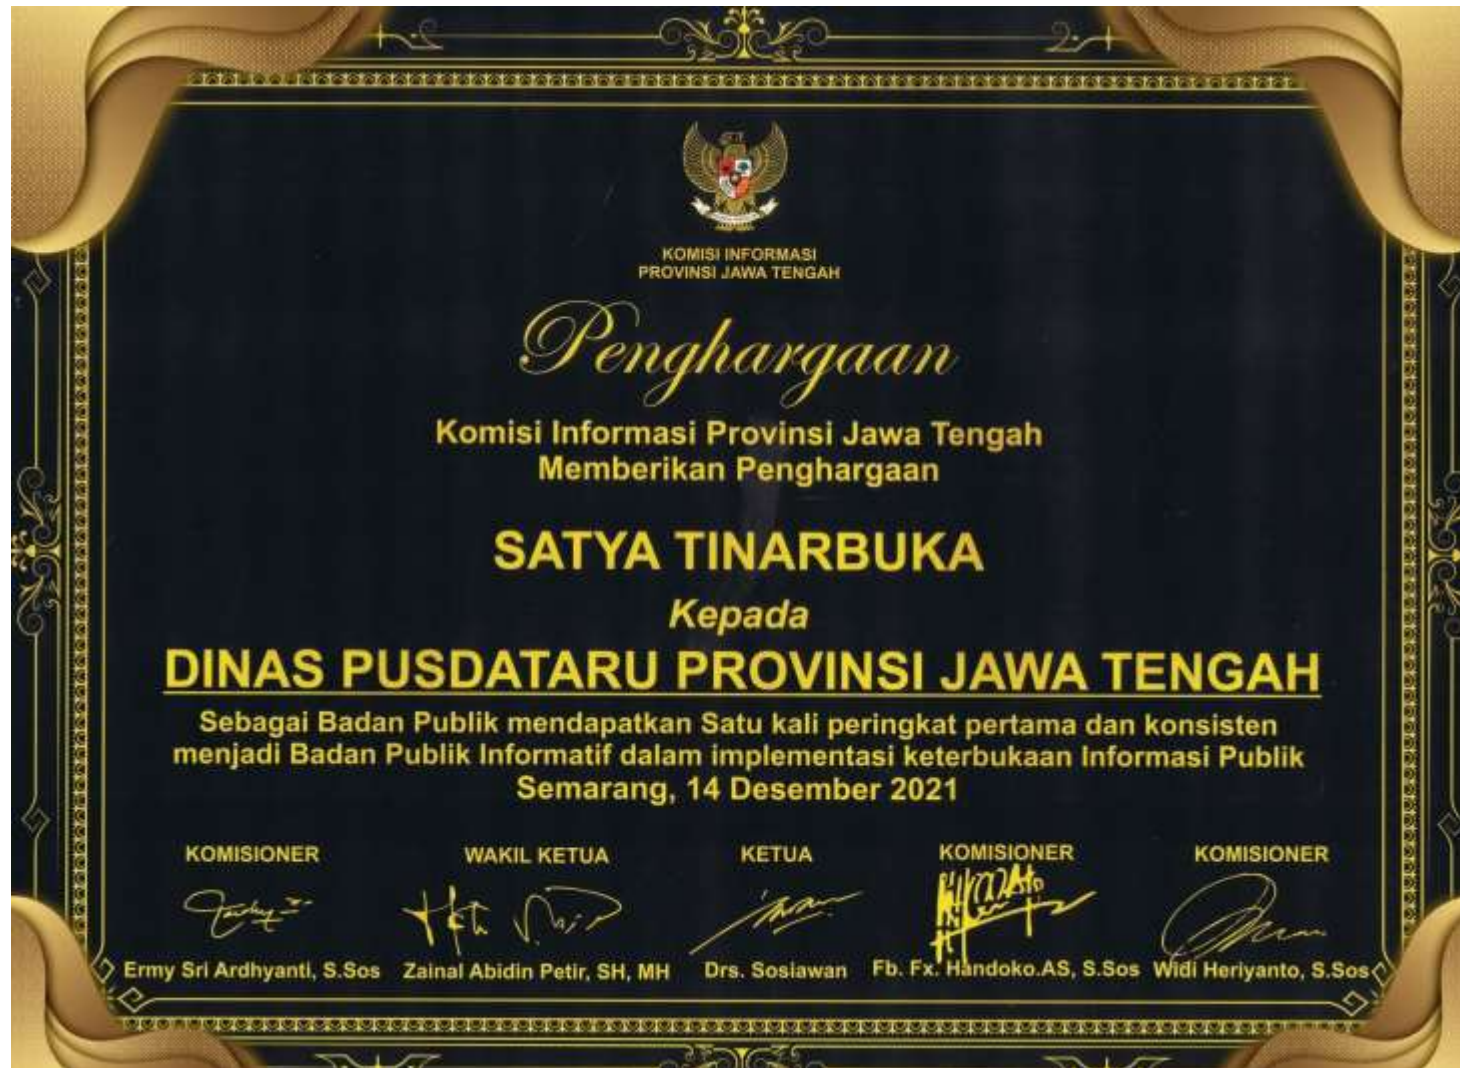 KOMISI INFORMASI
PROVINSI JAWA TENGAH
Penghargaan
Komisi Informasi Provinsi Jawa Tengah
Memberikan Penghargaan
SATYA TINARBUKA
Kepada
DINAS PUSDATARU PROVINSI JAWA TENGAH
Sebagai Badan Publik mendapatkan Satu kali peringkat pertama dan konsisten
menjadi Badan Publik Informatif dalam implementasi keterbukaan Informasi Publik
Semarang, 14 Desember 2021
KOMISIONER WAKIL KETUA KETUA KOMISIONER KOMISIONER
Ermy Sri Ardhyanti, S.Sos Zainal Abidin Petir, SH, MH Drs. Sosiawan Fb. Fx. Handoko.AS, S.Sos Widi Heriyanto, S.Sos